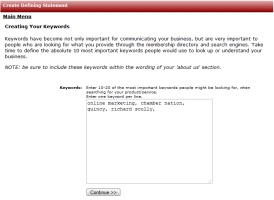 Create Defining Statement
Main Menu
Creating Your Keywords
Keywords have become not only important for communicating your business, but are very important to
people who are looking for what you provide through the membership directory and search engines. Take
time to define the absolute 10 most important keywords people would use to look up or understand your
business.
NOTE: be sure to include these keywords within the wording of your 'about us' section.
Keywords: Enter 10-20 of the most important keywords people might be looking for, when
searching for your product/service.
Enter one keyword per line.
online marketing, chamber nation,
quincy, richard scully,
Continue >>